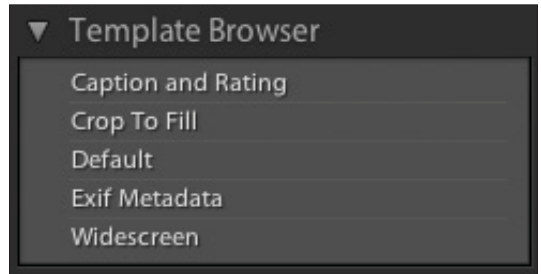 Template Browser
Caption and Rating
Crop To Fill
Default
Exif Metadata
Widescreen